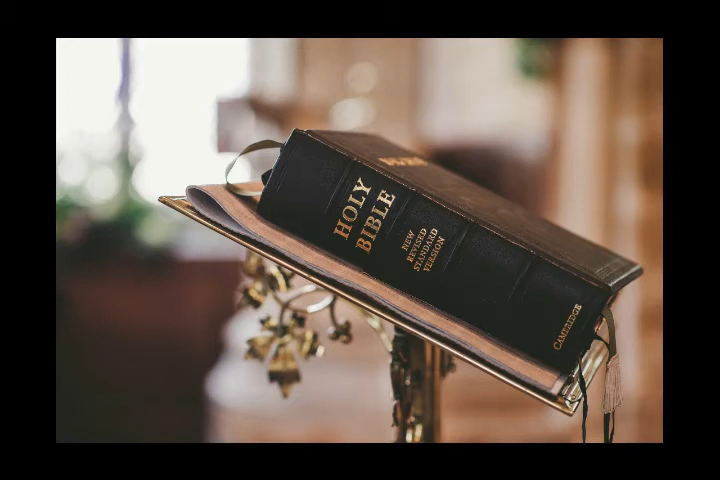 HOLY
BIBLE
NEW
REVISED
STANDARD
VERSION
CAMBRIDGE